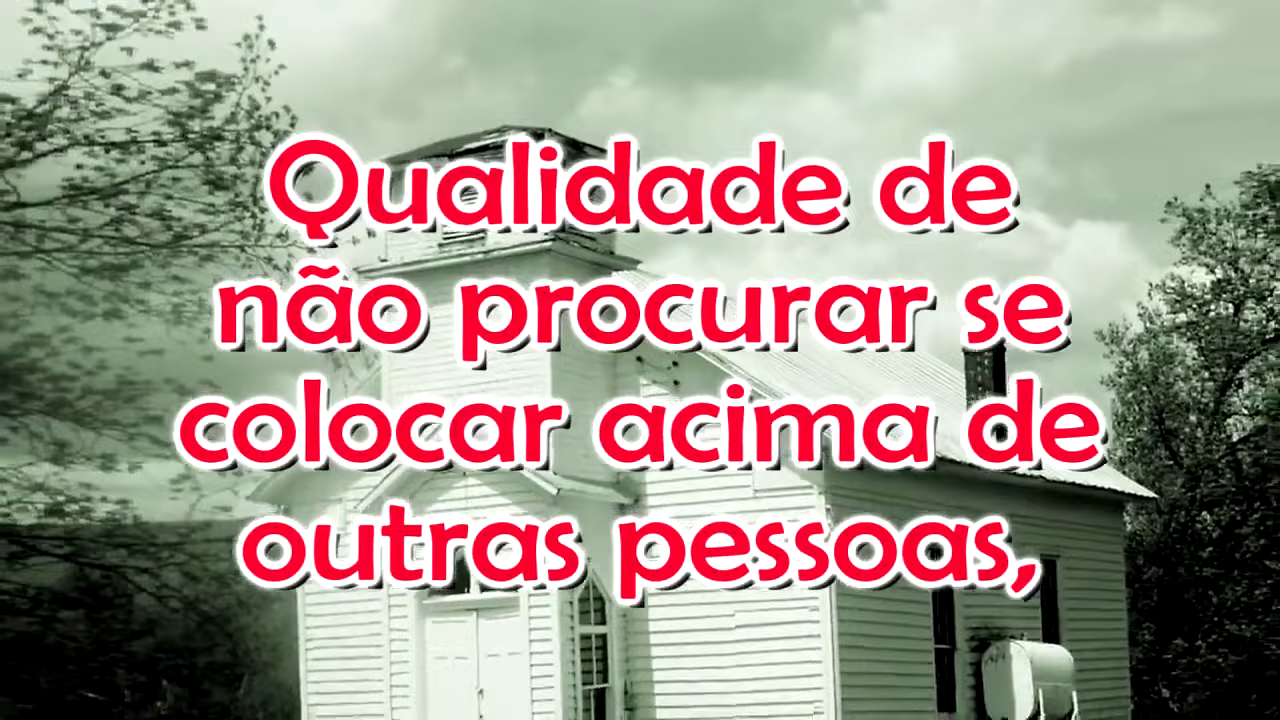 Qualidade de
não procurar se
colocar acima de
outras pessoas,